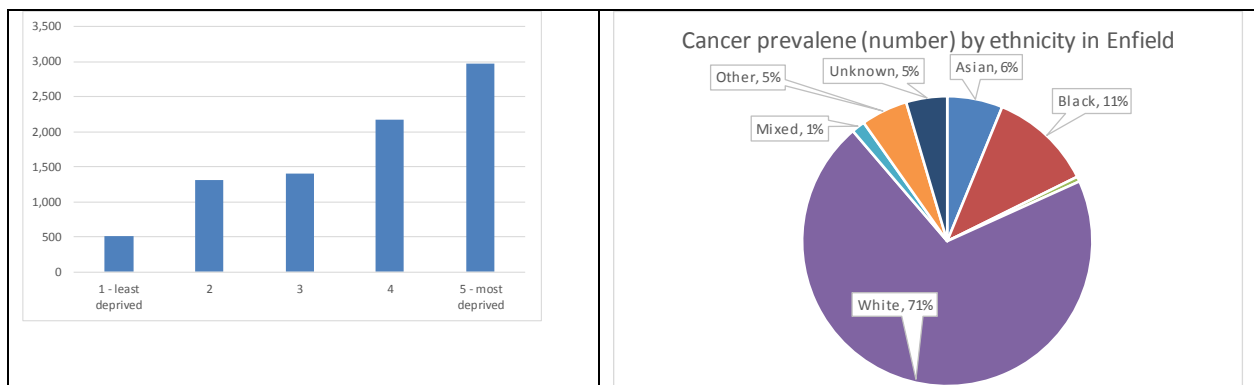 3,500
3,000
2,500
2,000
1,500
1,000
500
0
1 - least deprived
2
3
4
5 - most deprived
Cancer prevalene (number) by ethnicity in Enfield
Other, 5%
Unknown, 5%
Asian, 6%
Black, 11%
Mixed, 1%
White, 71%